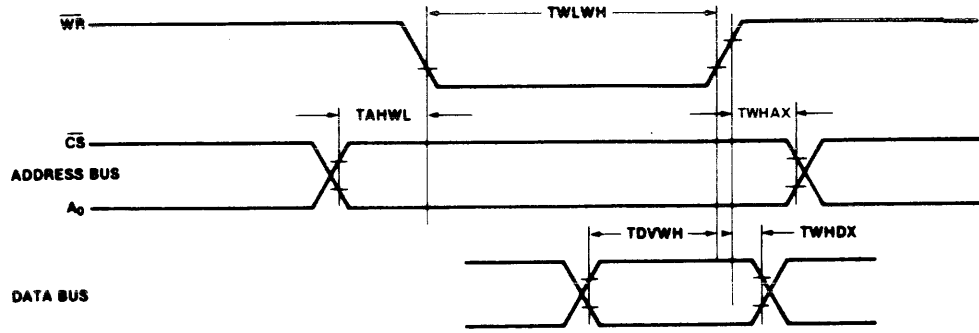 WR
TWLWH
TAHWL
TWHAX
CS
ADDRESS BUS
A0
TDVWH
TWHDX
DATA BUS